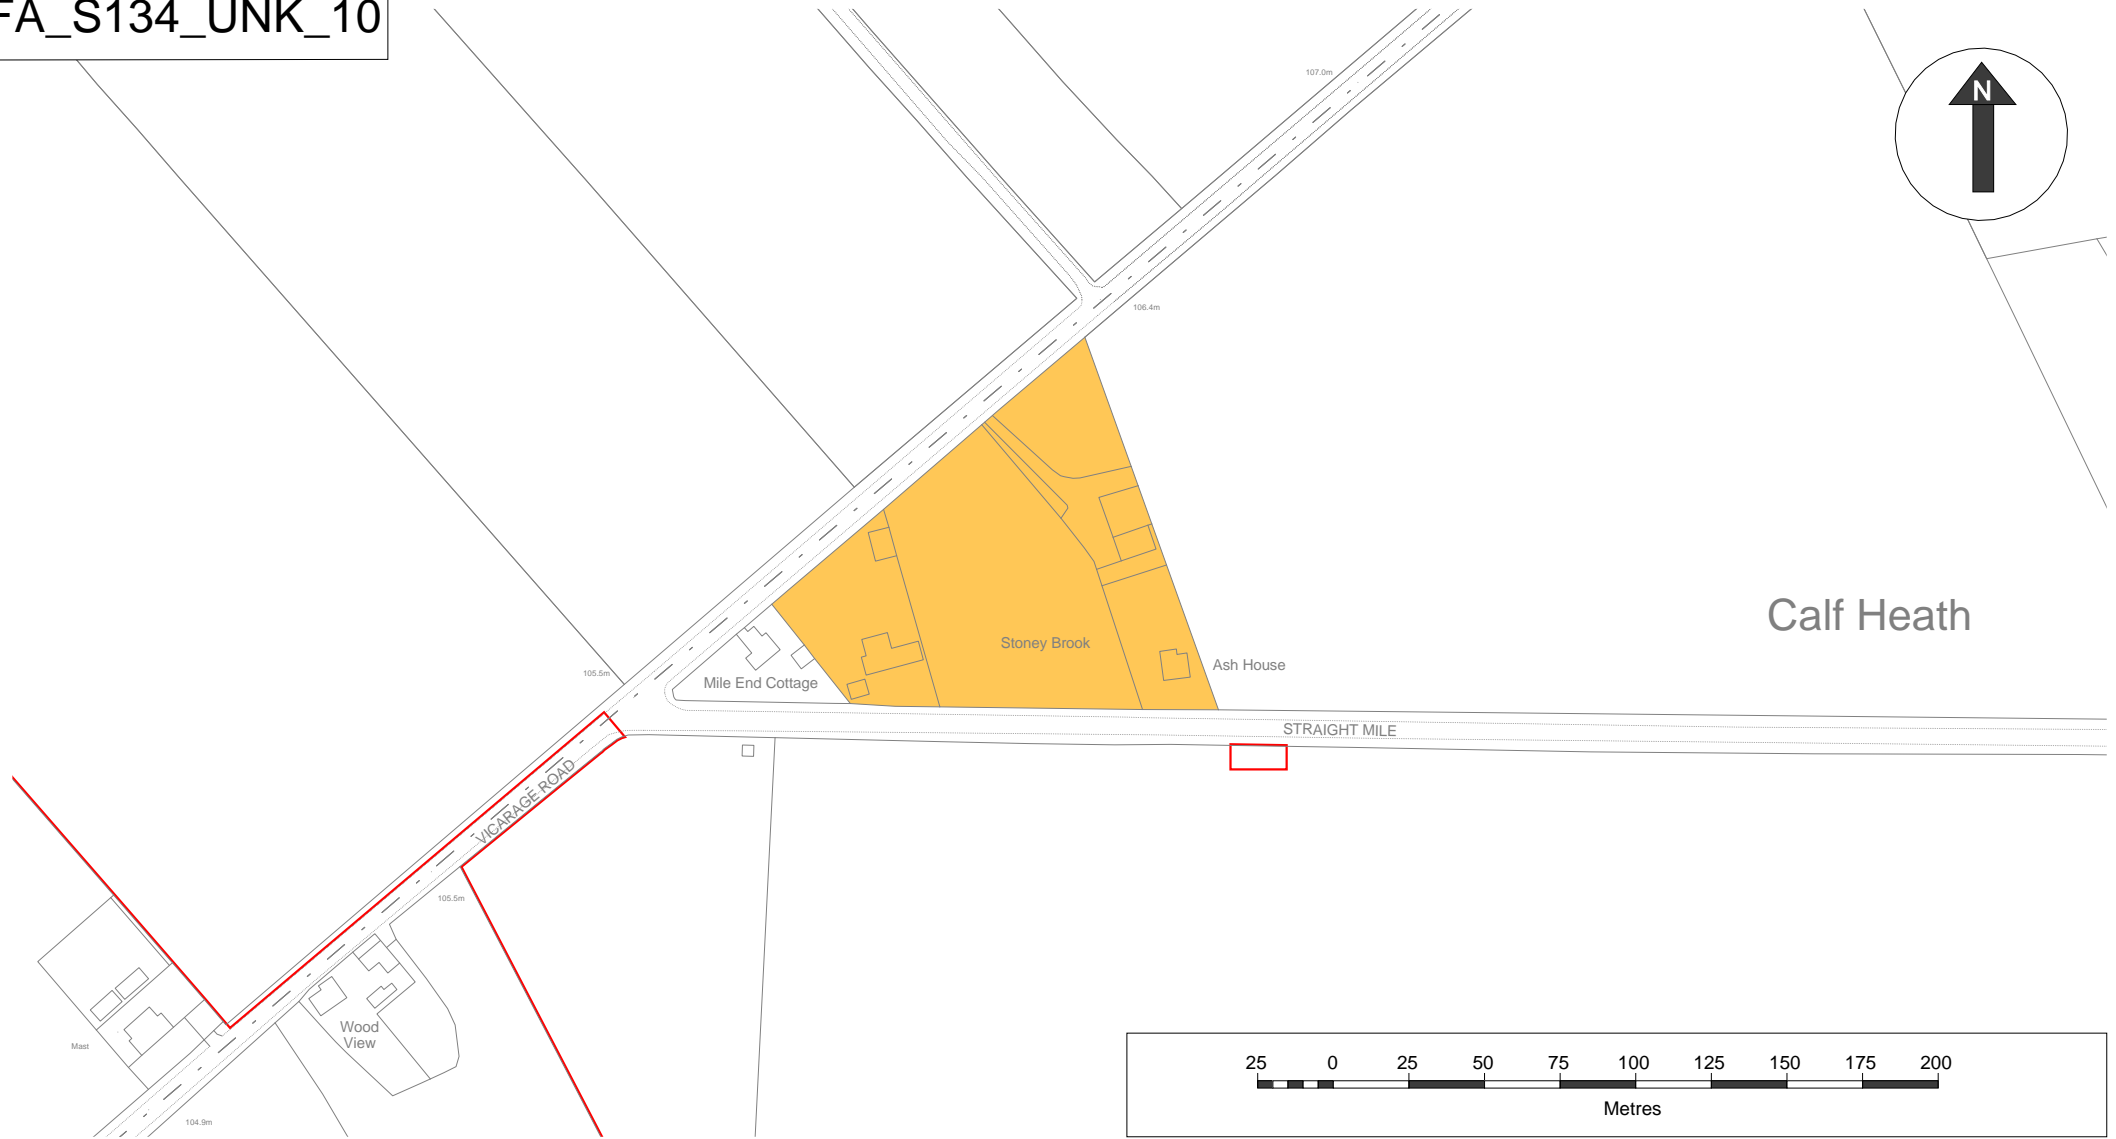 FA_S134_UNK_10
107.0m
N
106.4m
Calf Heath
Stoney Brook
Ash House
105.5m
Mile End Cottage
STRAIGHT MILE
VICARAGE ROAD
105.5m
Wood
View
Mast
104.9m
25 0 25 50 75 100 125 150 175 200
Metres